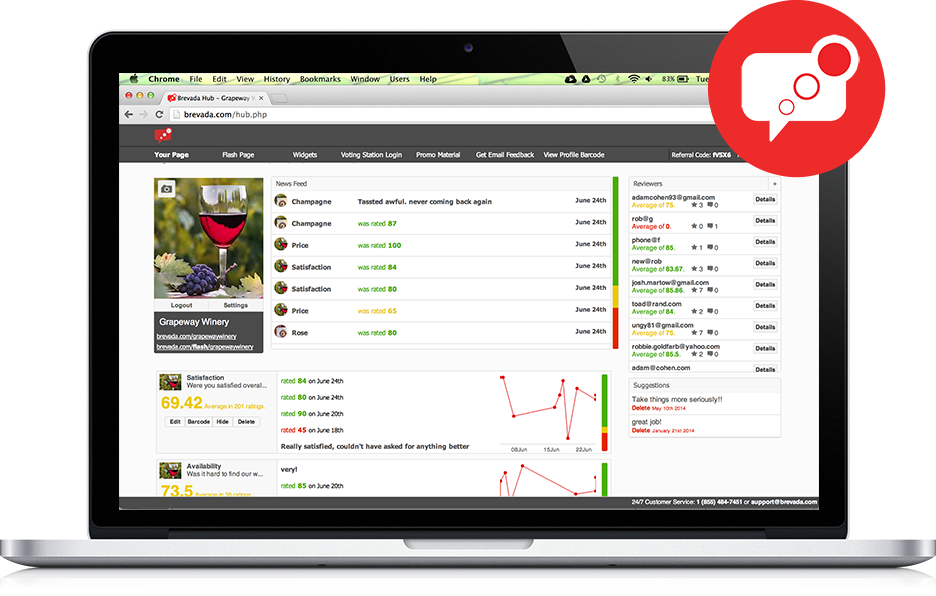 Chrome File Edit View History Bookmarks Window Users Help 83% Tue
Brevada Hub - Grapeway W
brevada.com/hub.php
Your Page Flash Page Widgets Voting Station Login Promo Material Get Email Feedback View Profile Barcode Referral Code: fV5X6
Logout Settings
Grapeway Winery
brevada.com/grapewaywinery
brevada.com/flash/grapewaywinery
News Feed
Champagne Tassted awful. never coming back again June 24th
Champagne was rated 87 June 24th
Price was rated 100 June 24th
Satisfaction was rated 84 June 24th
Satisfaction was rated 80 June 24th
Price was rated 65 June 24th
Rose was rated 80 June 24th
Reviewers +
adamcohen93@gmail.com Details
Average of 75. 3 0
rob@g Details
Average of 0. 0 1
phone@f Details
Average of 85. 1 0
new@rob Details
Average of 83.67. 3 0
josh.martow@gmail.com Details
Average of 85.86. 7 0
toad@rand.com Details
Average of 84. 2 0
ungy81@gmail.com Details
Average of 75. 7 0
robbie.goldfarb@yahoo.com Details
Average of 85.5. 2 0
adam@cohen.com Details
Suggestions
Take things more seriously!!
Delete May 10th 2014
great job!
Delete January 21st 2014
Satisfaction
Were you satisfied overal...
69.42 Average in 201 ratings.
Edit Barcode Hide Delete
rated 84 on June 24th
rated 80 on June 24th
rated 90 on June 20th
rated 45 on June 18th
Really satisfied, couldn't have asked for anything better
08Jun 15Jun 22Jun
Availability
Was it hard to find our w...
73.5 Average in 38 ratings.
very!
rated 85 on June 20th
24/7 Customer Service: 1 (855) 484-7451 or support@brevada.com